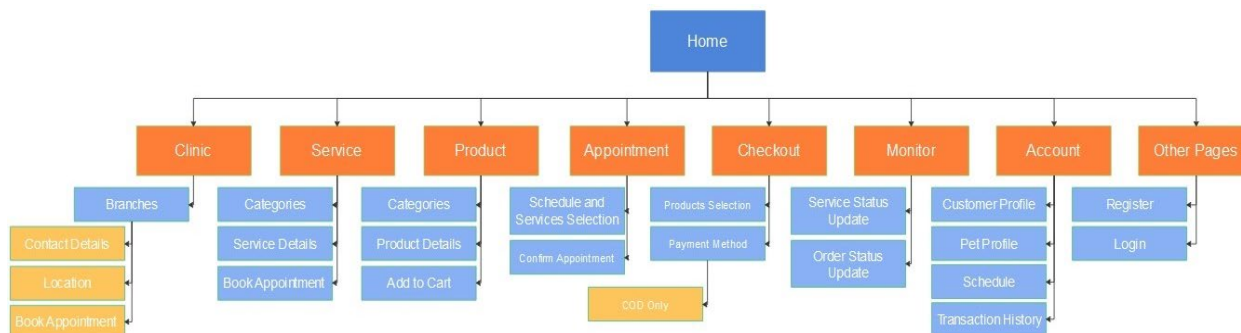 Home
Clinic
Service
Product
Appointment
Checkout
Monitor
Account
Other Pages
Branches
Contact Details
Location
Book Appointment
Categories
Service Details
Book Appointment
Categories
Product Details
Add to Cart
Schedule and
Services Selection
Confirm Appointment
Products Selection
Payment Method
COD Only
Service Status
Update
Order Status
Update
Customer Profile
Pet Profile
Schedule
Transaction History
Register
Login